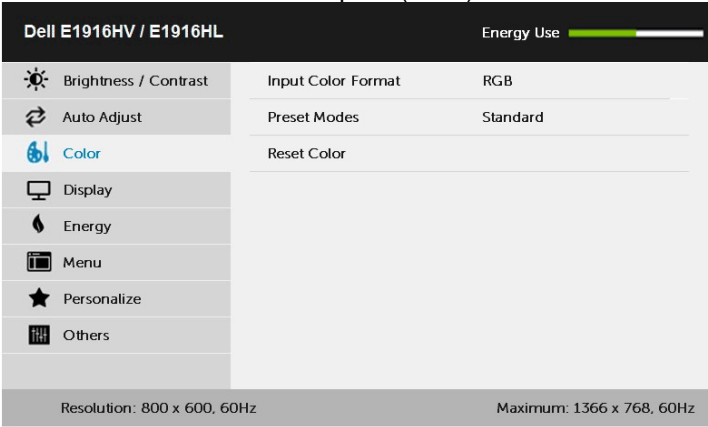 Dell E1916HV / E1916HL Energy Use
Brightness / Contrast Input Color Format RGB
Auto Adjust Preset Modes Standard
Color Reset Color
Display
Energy
Menu
Personalize
Others
Resolution: 800 x 600, 60Hz Maximum: 1366 x 768, 60Hz